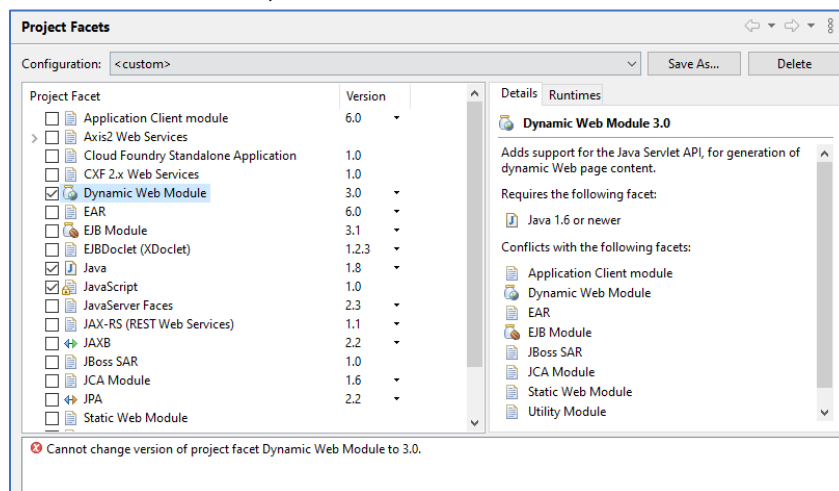 Project Facets
Configuration: <custom> Save As... Delete
Project Facet Version
Application Client module 6.0
Axis2 Web Services
Cloud Foundry Standalone Application 1.0
CXF 2.x Web Services 1.0
Dynamic Web Module 3.0
EAR 6.0
EJB Module 3.1
EJBDoclet (XDoclet) 1.2.3
Java 1.8
JavaScript 1.0
JavaServer Faces 2.3
JAX-RS (REST Web Services) 1.1
JAXB 2.2
JBoss SAR 1.0
JCA Module 1.6
JPA 2.2
Static Web Module
Details Runtimes
Dynamic Web Module 3.0
Adds support for the Java Servlet API, for generation of
dynamic Web page content.
Requires the following facet:
Java 1.6 or newer
Conflicts with the following facets:
Application Client module
Dynamic Web Module
EAR
EJB Module
JBoss SAR
JCA Module
Static Web Module
Utility Module
Cannot change version of project facet Dynamic Web Module to 3.0.